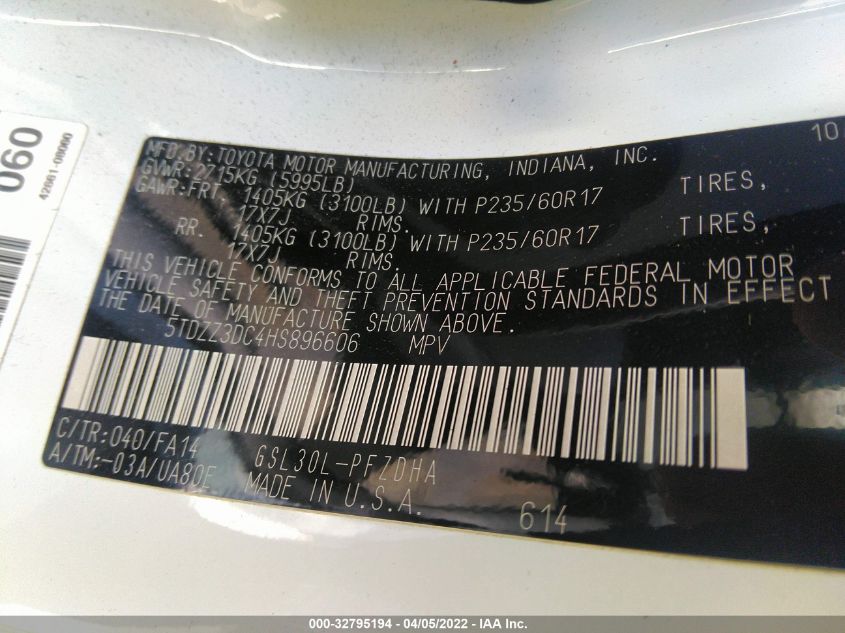 060
42661-08060
MFD.BY:TOYOTA MOTOR MANUFACTURING, INDIANA, INC. 10
GVWR:2715KG (5995LB)
GAWR:FRT. 1405KG (3100LB) WITH P235/60R17 TIRES,
17X7J RIMS.
RR. 1405KG (3100LB) WITH P235/60R17 TIRES,
17X7J RIMS.
THIS VEHICLE CONFORMS TO ALL APPLICABLE FEDERAL MOTOR
VEHICLE SAFETY AND THEFT PREVENTION STANDARDS IN EFFECT
THE DATE OF MANUFACTURE SHOWN ABOVE.
5TDZZ3DC4HS896606 MPV
C/TR:040/FA14 GSL30L-PFZDHA
A/TM:-03A/UA80E MADE IN U.S.A. 614
000-32795194 - 04/05/2022 - IAA Inc.